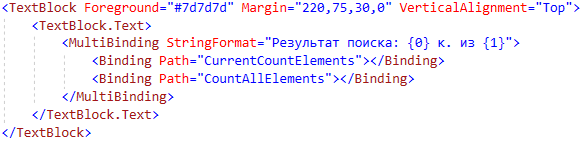 <TextBlock Foreground="#7d7d7d" Margin="220,75,30,0" VerticalAlignment="Top">
<TextBlock.Text>
<MultiBinding StringFormat="Результат поиска: {0} к. из {1}">
<Binding Path="CurrentCountElements"></Binding>
<Binding Path="CountAllElements"></Binding>
</MultiBinding>
</TextBlock.Text>
</TextBlock>